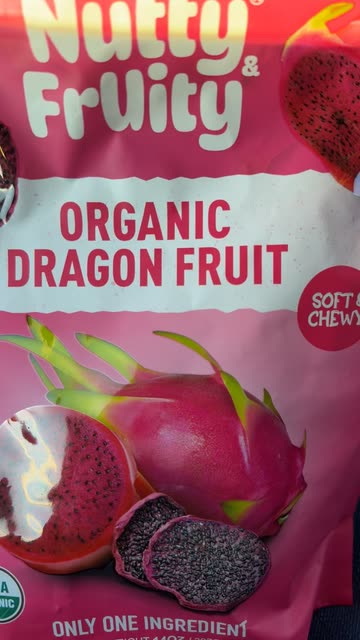 Nutty
& Fruity
ORGANIC
DRAGON FRUIT
SOFT &
CHEWY
ONLY ONE INGREDIENT